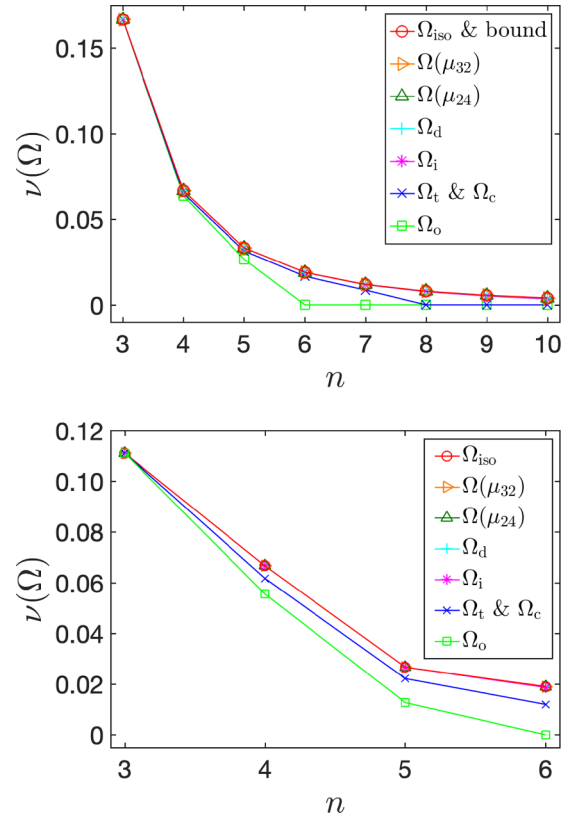 0.15
0.10
0.05
0
ν(Ω)
Ω_iso & bound
Ω(μ_32)
Ω(μ_24)
Ω_d
Ω_i
Ω_t & Ω_c
Ω_o
3 4 5 6 7 8 9 10
n
0.12
0.10
0.08
0.06
0.04
0.02
0
ν(Ω)
Ω_iso
Ω(μ_32)
Ω(μ_24)
Ω_d
Ω_i
Ω_t & Ω_c
Ω_o
3 4 5 6
n